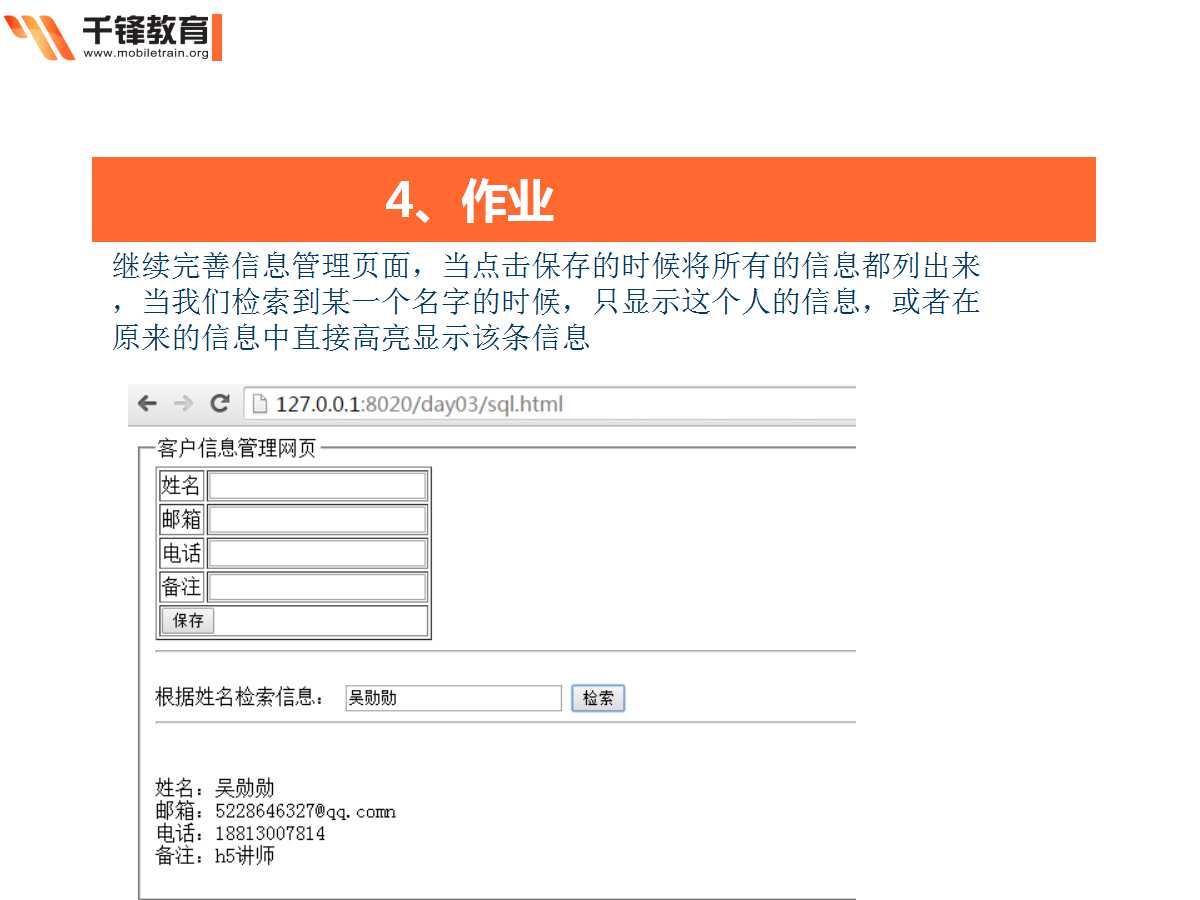 千锋教育
www.mobiletrain.org
4、作业
继续完善信息管理页面，当点击保存的时候将所有的信息都列出来
，当我们检索到某一个名字的时候，只显示这个人的信息，或者在
原来的信息中直接高亮显示该条信息
127.0.0.1:8020/day03/sql.html
客户信息管理网页
姓名
邮箱
电话
备注
保存
根据姓名检索信息： 吴勋勋 检索
姓名：吴勋勋
邮箱：5228646327@qq.comn
电话：18813007814
备注：h5讲师